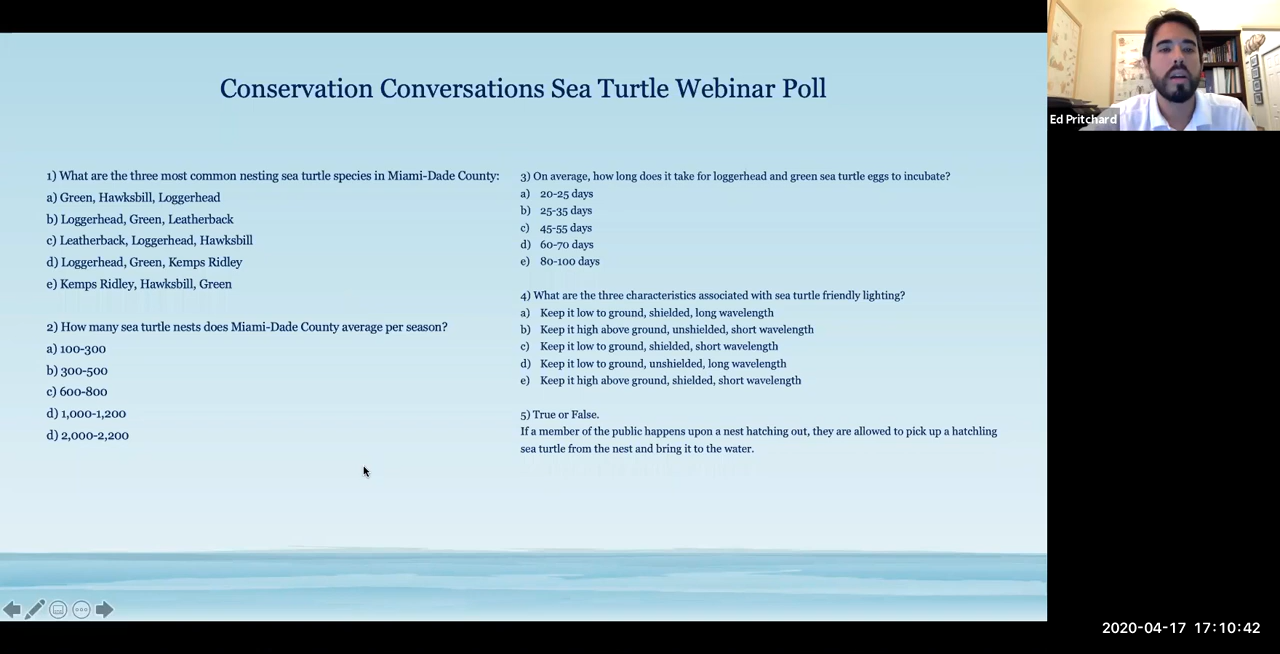 Conservation Conversations Sea Turtle Webinar Poll
1) What are the three most common nesting sea turtle species in Miami-Dade County:
a) Green, Hawksbill, Loggerhead
b) Loggerhead, Green, Leatherback
c) Leatherback, Loggerhead, Hawksbill
d) Loggerhead, Green, Kemps Ridley
e) Kemps Ridley, Hawksbill, Green
2) How many sea turtle nests does Miami-Dade County average per season?
a) 100-300
b) 300-500
c) 600-800
d) 1,000-1,200
d) 2,000-2,200
3) On average, how long does it take for loggerhead and green sea turtle eggs to incubate?
a) 20-25 days
b) 25-35 days
c) 45-55 days
d) 60-70 days
e) 80-100 days
4) What are the three characteristics associated with sea turtle friendly lighting?
a) Keep it low to ground, shielded, long wavelength
b) Keep it high above ground, unshielded, short wavelength
c) Keep it low to ground, shielded, short wavelength
d) Keep it low to ground, unshielded, long wavelength
e) Keep it high above ground, shielded, short wavelength
5) True or False.
If a member of the public happens upon a nest hatching out, they are allowed to pick up a hatchling
sea turtle from the nest and bring it to the water.
Ed Pritchard
2020-04-17 17:10:42